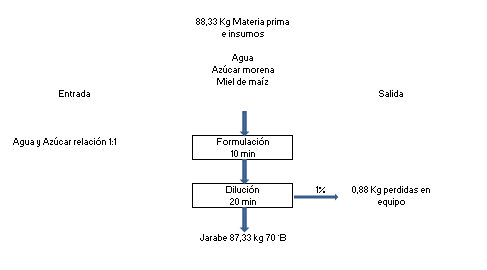 88,33 Kg Materia prima
e insumos
Agua
Azúcar morena
Miel de maíz
Entrada
Salida
Agua y Azúcar relación 1:1
Formulación
10 min
Dilución
20 min
1%
0,88 Kg perdidas en
equipo
Jarabe 87,33 kg 70 °B